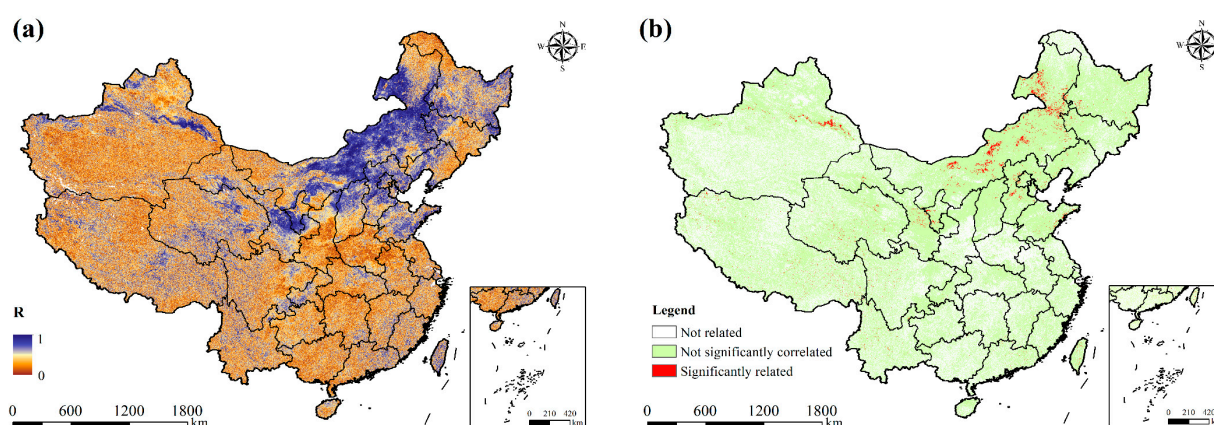 (a)
N
W E
S
R
1
0
0 600 1200 1800
km
0 210 420
km
(b)
N
W E
S
Legend
Not related
Not significantly correlated
Significantly related
0 600 1200 1800
km
0 210 420
km